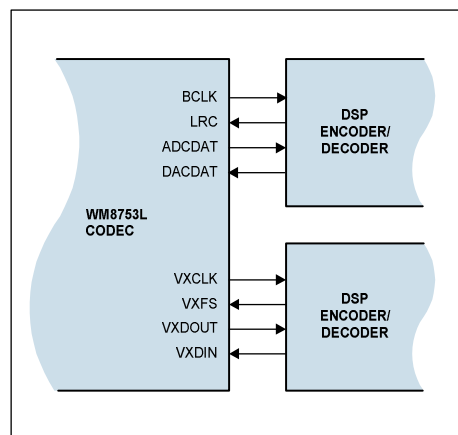 BCLK
LRC
ADCDAT
DACDAT
DSP
ENCODER/
DECODER
WM8753L
CODEC
VXCLK
VXFS
VXDOUT
VXDIN
DSP
ENCODER/
DECODER